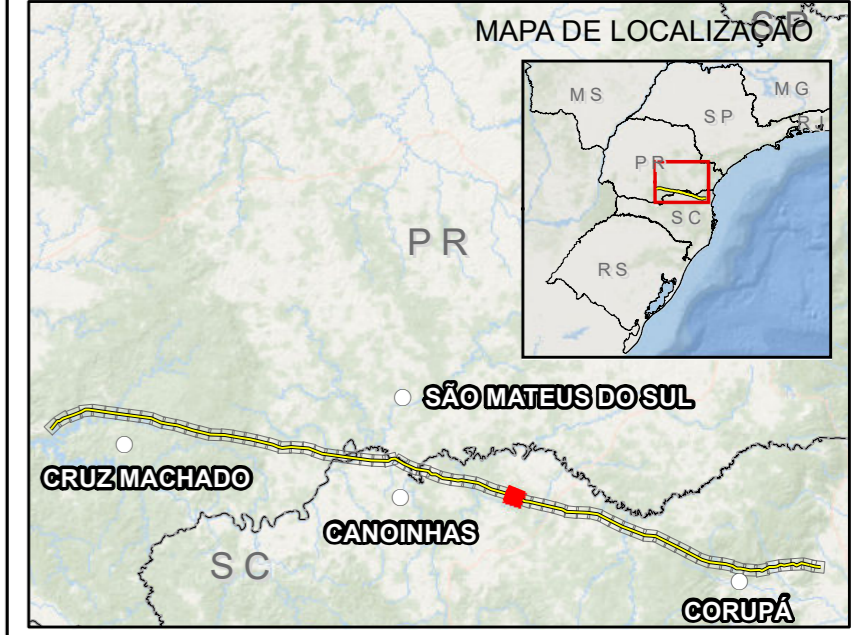 MAPA DE LOCALIZAÇÃO
SP
MS
MG
SP
RJ
PR
SC
RS
PR
SÃO MATEUS DO SUL
CRUZ MACHADO
CANOINHAS
SC
CORUPÁ